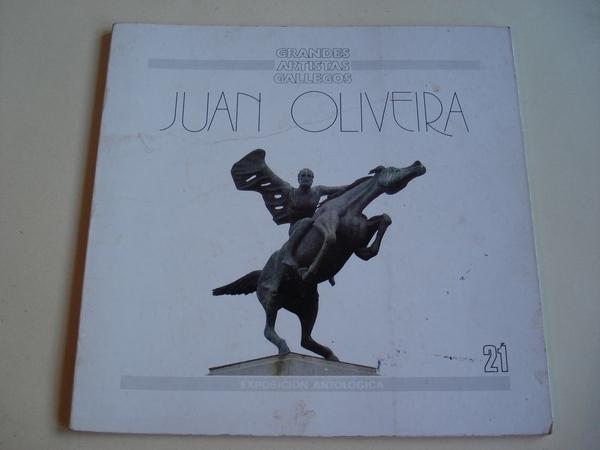 GRANDES
ARTISTAS
GALLEGOS
JUAN OLIVEIRA
21
EXPOSICIÓN ANTOLÓGICA